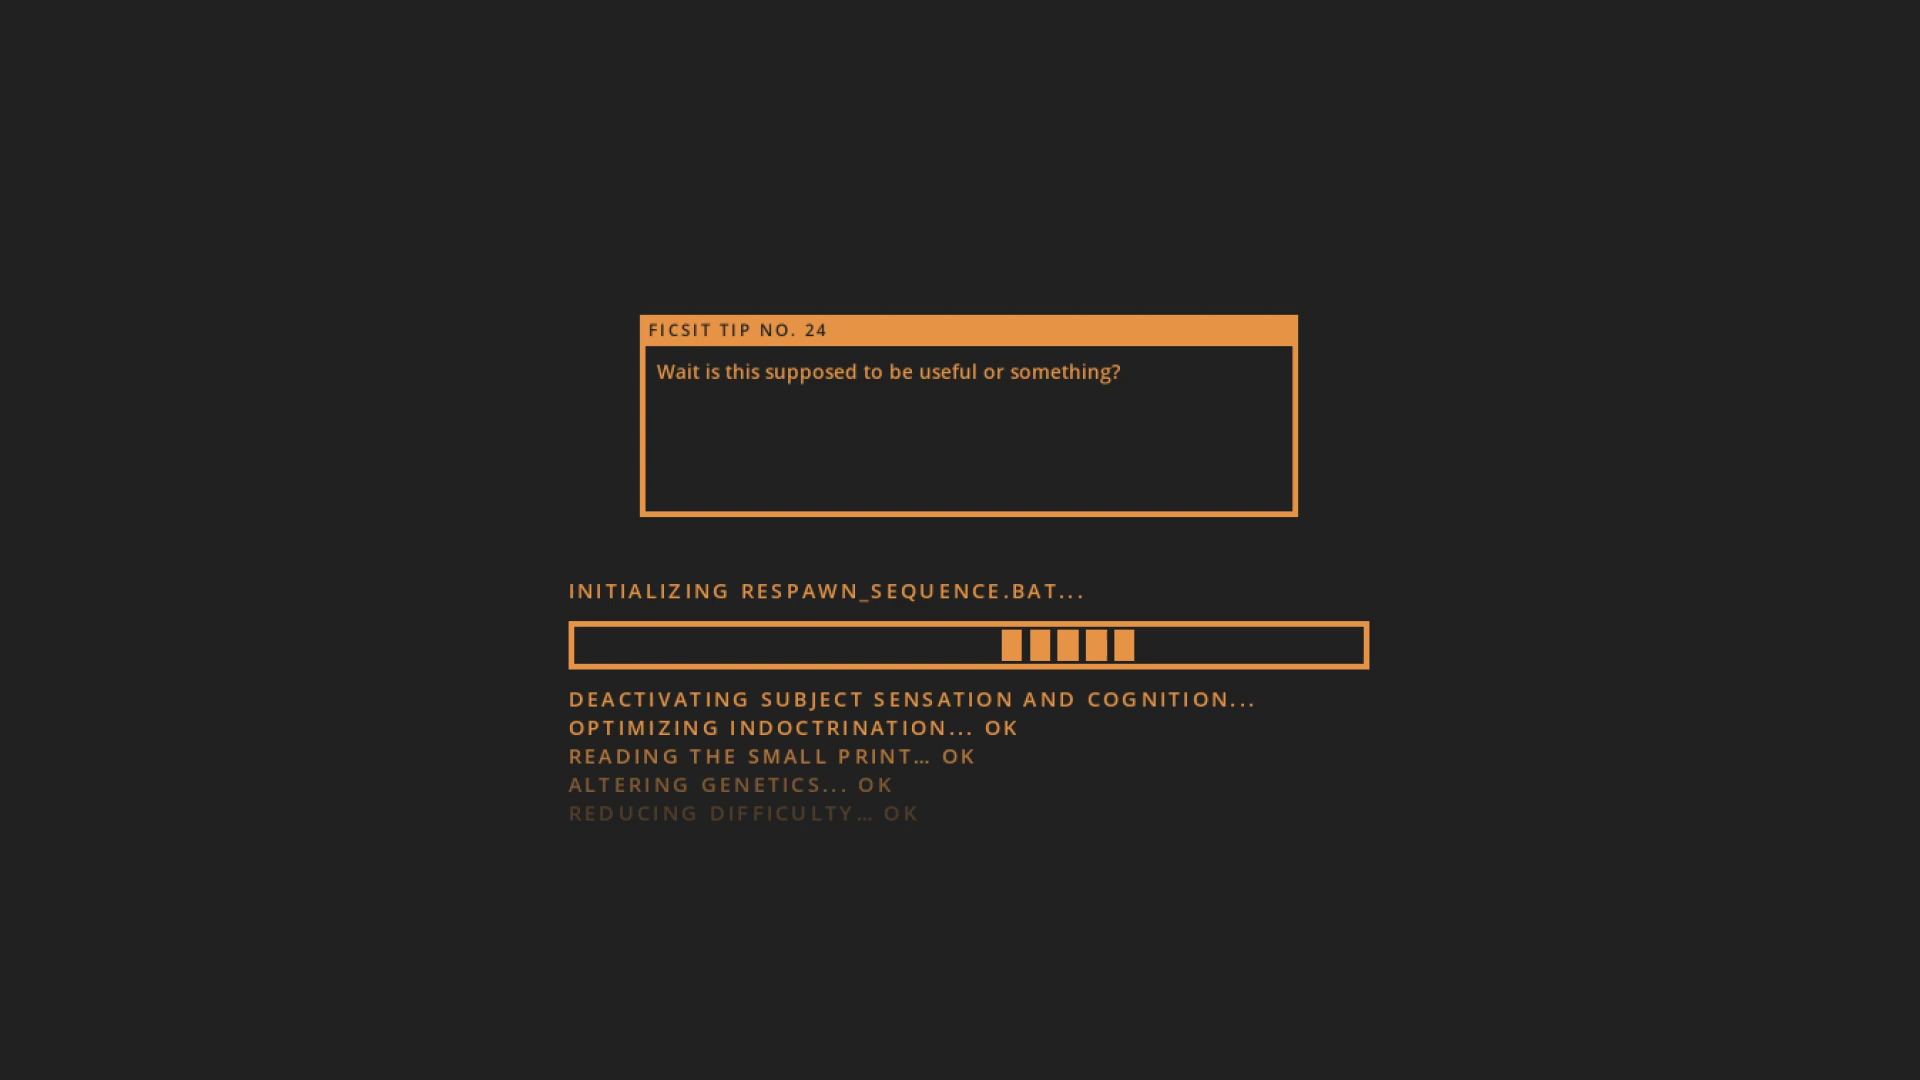 FICSIT TIP NO. 24
Wait is this supposed to be useful or something?
INITIALIZING RESPAWN_SEQUENCE.BAT...
DEACTIVATING SUBJECT SENSATION AND COGNITION...
OPTIMIZING INDOCTRINATION... OK
READING THE SMALL PRINT… OK
ALTERING GENETICS... OK
REDUCING DIFFICULTY… OK